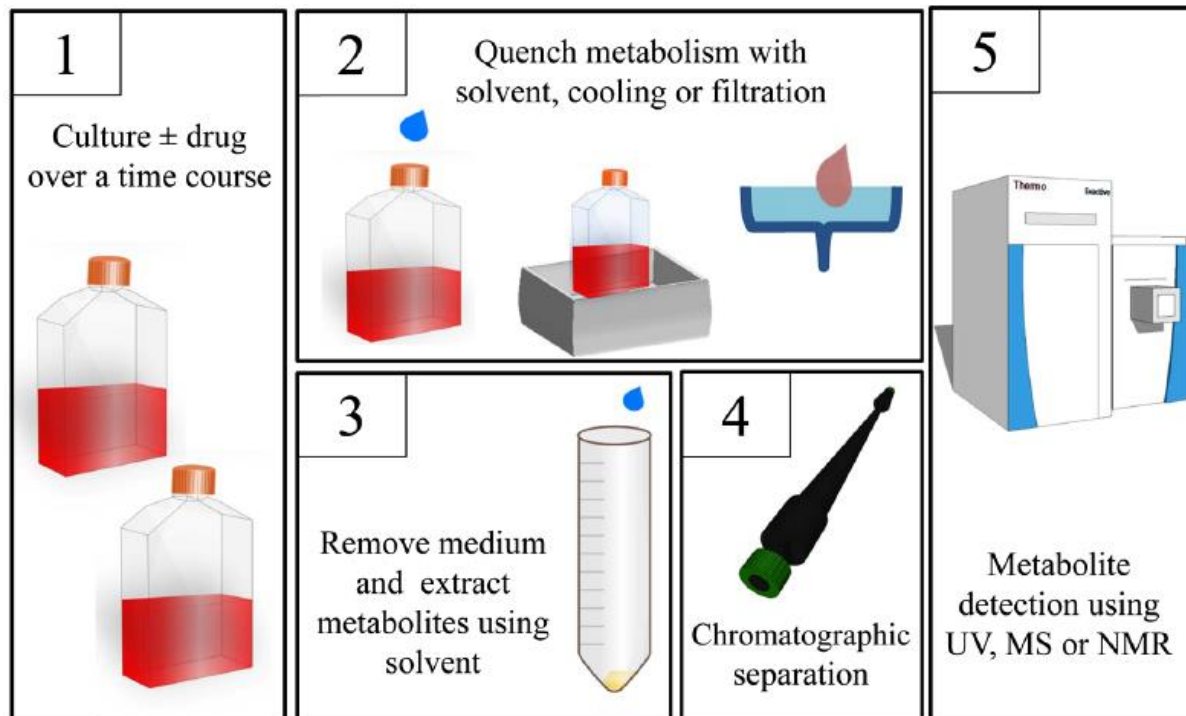 1
Culture ± drug
over a time course
2
Quench metabolism with
solvent, cooling or filtration
3
Remove medium
and extract
metabolites using
solvent
4
Chromatographic
separation
5
Thermo
Exactive
Metabolite
detection using
UV, MS or NMR